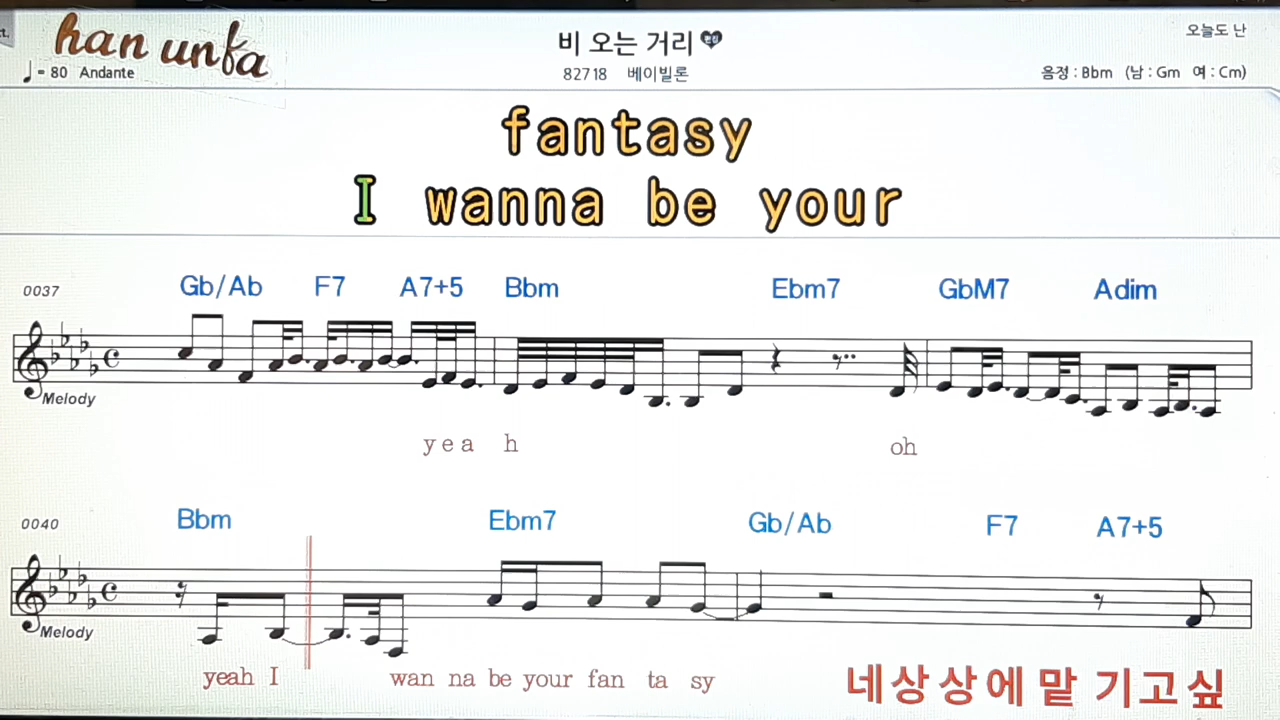 han unfa
비 오는 거리
오늘도 난
♩ = 80 Andante
82718 베이빌론
음정 : Bbm (남 : Gm 여 : Cm)
fantasy
I wanna be your
0037 Gb/Ab F7 A7+5 Bbm Ebm7 GbM7 Adim
Melody
yea h oh
0040 Bbm Ebm7 Gb/Ab F7 A7+5
Melody
yeah I wan na be your fan ta sy 네상상에 맡 기고싶